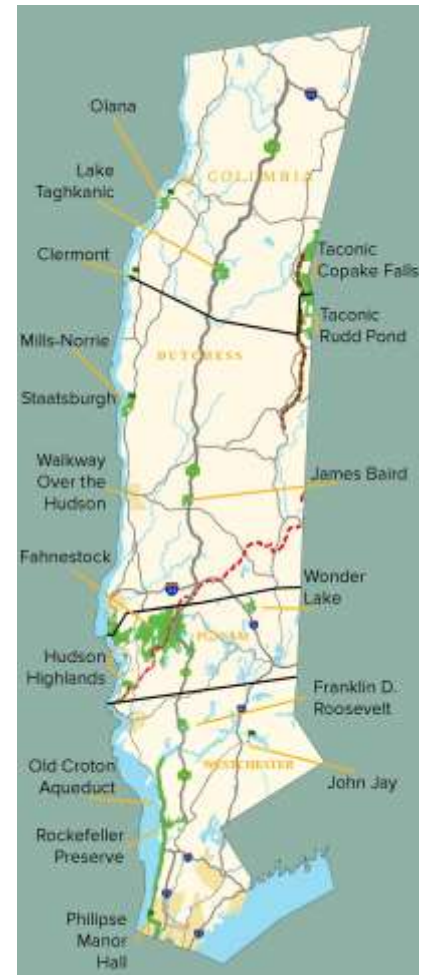 Olana
Lake
Taghkanic
COLUMBIA
Clermont
Taconic
Copake Falls
Taconic
Rudd Pond
Mills-Norrie
DUTCHESS
Staatsburgh
Walkway
Over the
Hudson
James Baird
Fahnestock
Wonder
Lake
PUTNAM
Hudson
Highlands
Franklin D.
Roosevelt
Old Croton
Aqueduct
WESTCHESTER
John Jay
Rockefeller
Preserve
Philipse
Manor
Hall